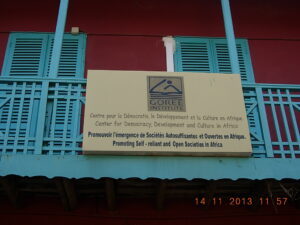 GOREE
INSTITUTE
Centre pour la Démocratie, le Développement et la Culture en Afrique
Center for Democracy, Development and Culture in Africa
Promouvoir l'émergence de Sociétés Autosuffisantes et Ouvertes en Afrique.
Promoting Self - reliant and Open Societies in Africa
14 11 2013 11:57